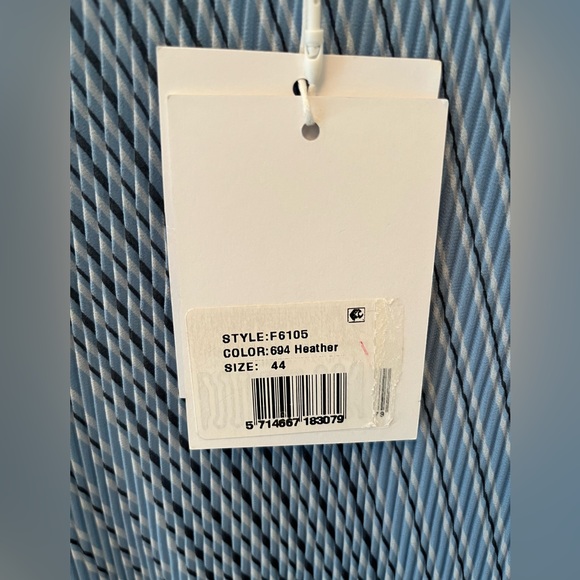 STYLE:F6105
COLOR:694 Heather
SIZE: 44
5 714667 183079